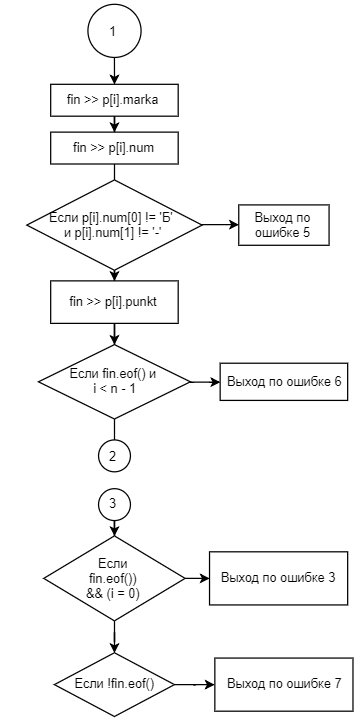 1
fin >> p[i].marka
fin >> p[i].num
Если p[i].num[0] != 'Б'
и p[i].num[1] != '-'
Выход по
ошибке 5
fin >> p[i].punkt
Если fin.eof() и
i < n - 1
Выход по ошибке 6
2
3
Если
fin.eof())
&& (i = 0)
Выход по ошибке 3
Если !fin.eof()
Выход по ошибке 7